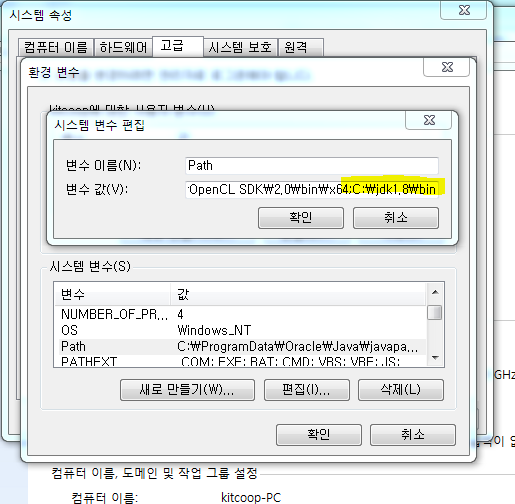 시스템 속성
컴퓨터 이름 하드웨어 고급 시스템 보호 원격
환경 변수
kitcoop에 대한 사용자 변수(U)
시스템 변수 편집
변수 이름(N): Path
변수 값(V): OpenCL SDK\2.0\bin\x64;C:\jdk1.8\bin
확인 취소
시스템 변수(S)
변수 값
NUMBER_OF_PR... 4
OS Windows_NT
Path C:\ProgramData\Oracle\Java\javapa...
PATHEXT .COM;.EXE;.BAT;.CMD;.VBS;.VBE;.JS;
새로 만들기(W)... 편집(I)... 삭제(L)
GHz
확인 취소
컴퓨터 이름, 도메인 및 작업 그룹 설정
컴퓨터 이름: kitcoop-PC